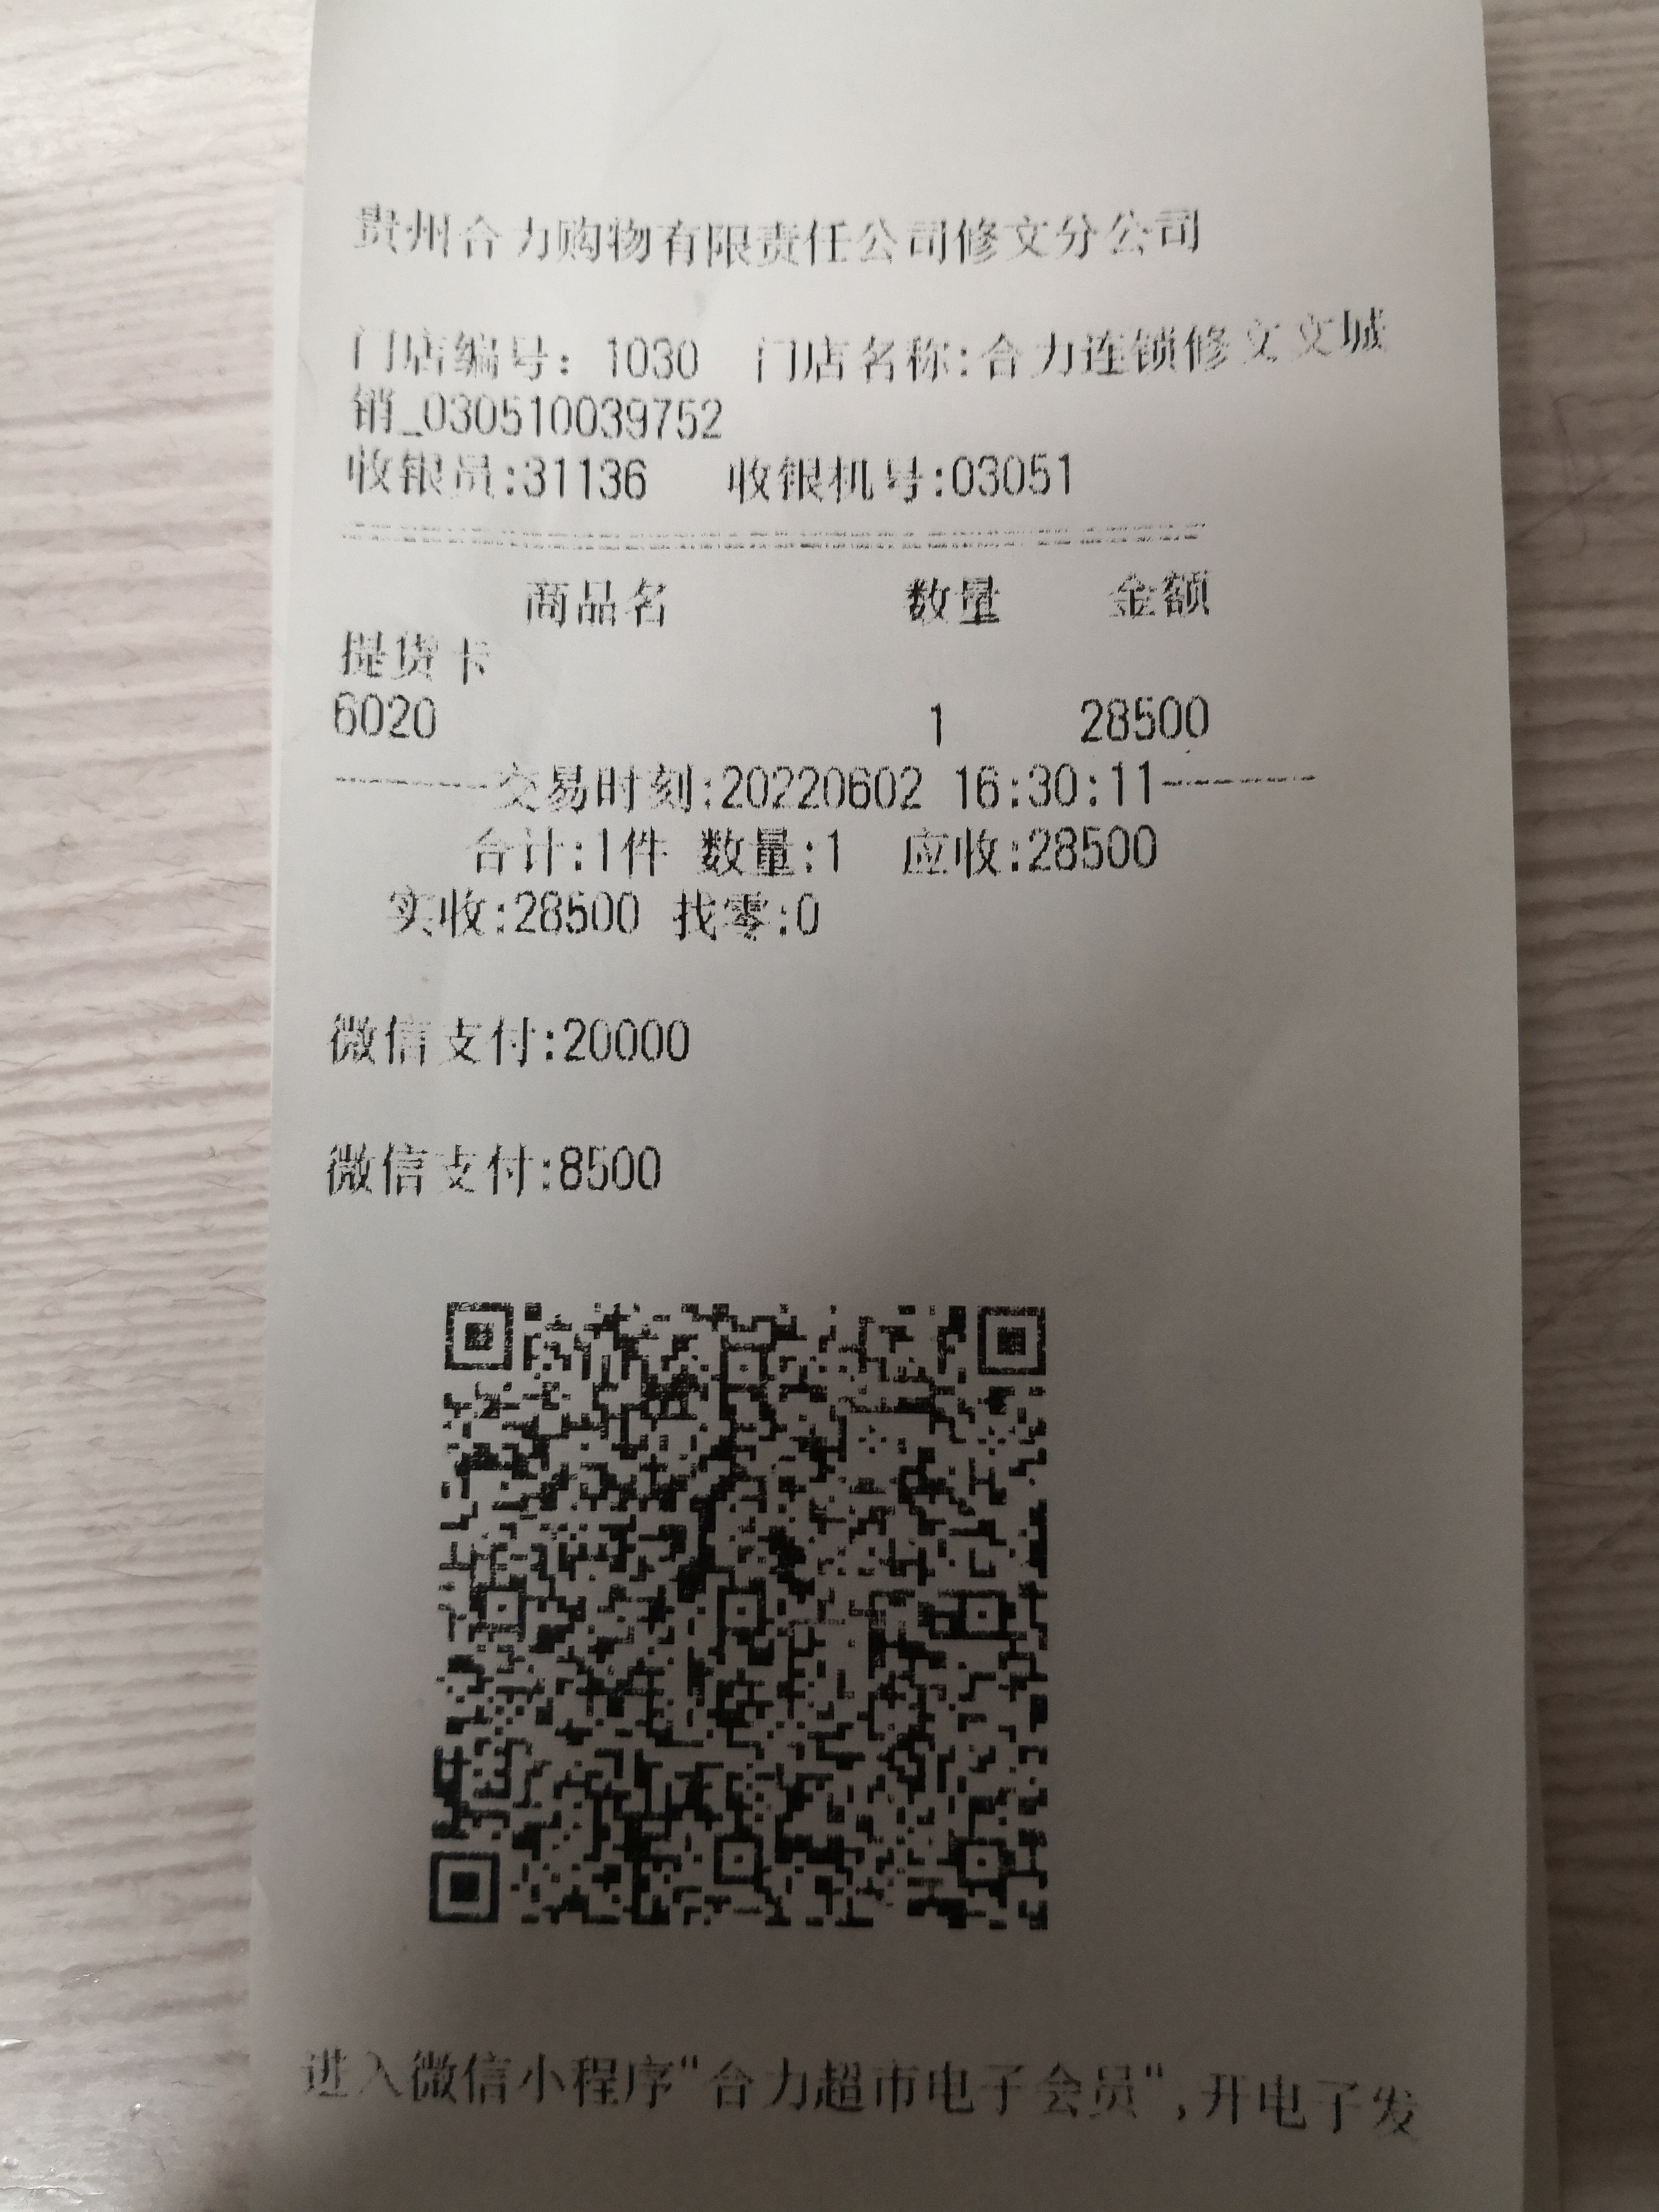 贵州合力购物有限责任公司修文分公司
门店编号: 1030 门店名称:合力连锁修文文城
销_030510039752
收银员:31136 收银机号:03051
商品名 数量 金额
提货卡
6020 1 28500
--------交易时刻:20220602 16:30:11--------
合计:1件 数量:1 应收:28500
实收:28500 找零:0
微信支付:20000
微信支付:8500
进入微信小程序"合力超市电子会员",开电子发